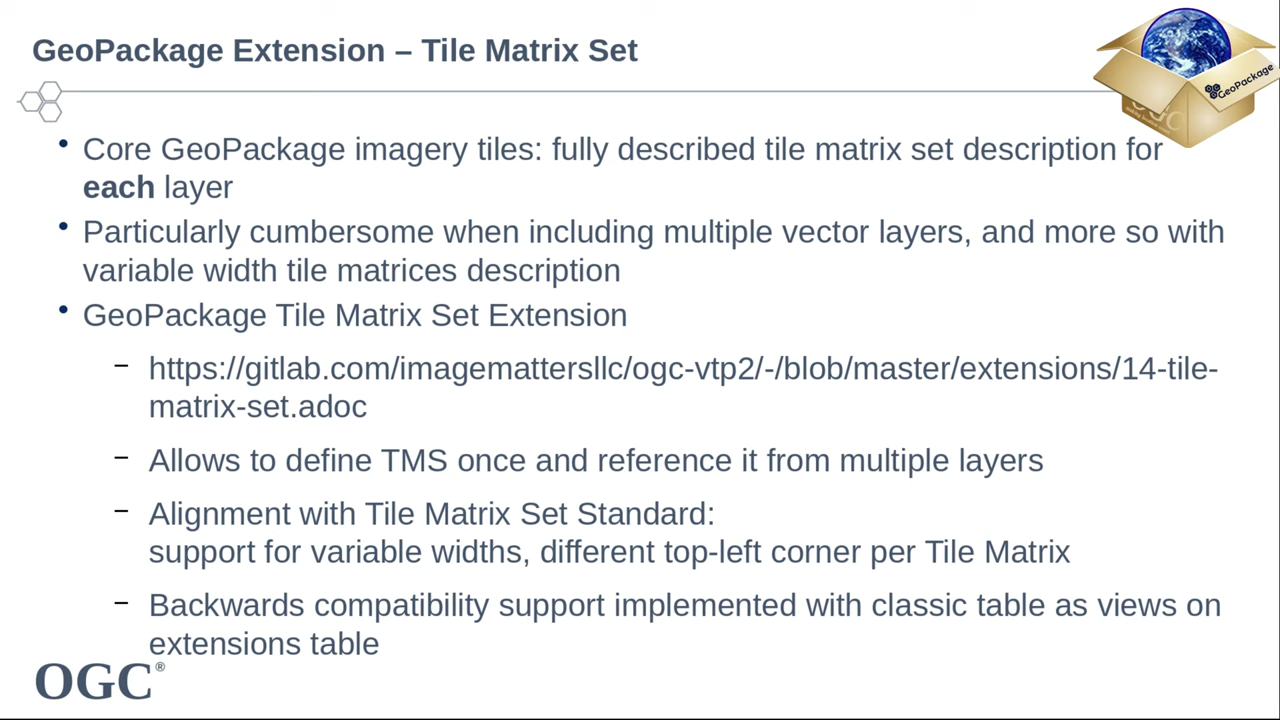 GeoPackage Extension – Tile Matrix Set
GeoPackage
OGC
• Core GeoPackage imagery tiles: fully described tile matrix set description for
each layer
• Particularly cumbersome when including multiple vector layers, and more so with
variable width tile matrices description
• GeoPackage Tile Matrix Set Extension
– https://gitlab.com/imagemattersllc/ogc-vtp2/-/blob/master/extensions/14-tile-
matrix-set.adoc
– Allows to define TMS once and reference it from multiple layers
– Alignment with Tile Matrix Set Standard:
support for variable widths, different top-left corner per Tile Matrix
– Backwards compatibility support implemented with classic table as views on
extensions table
OGC®